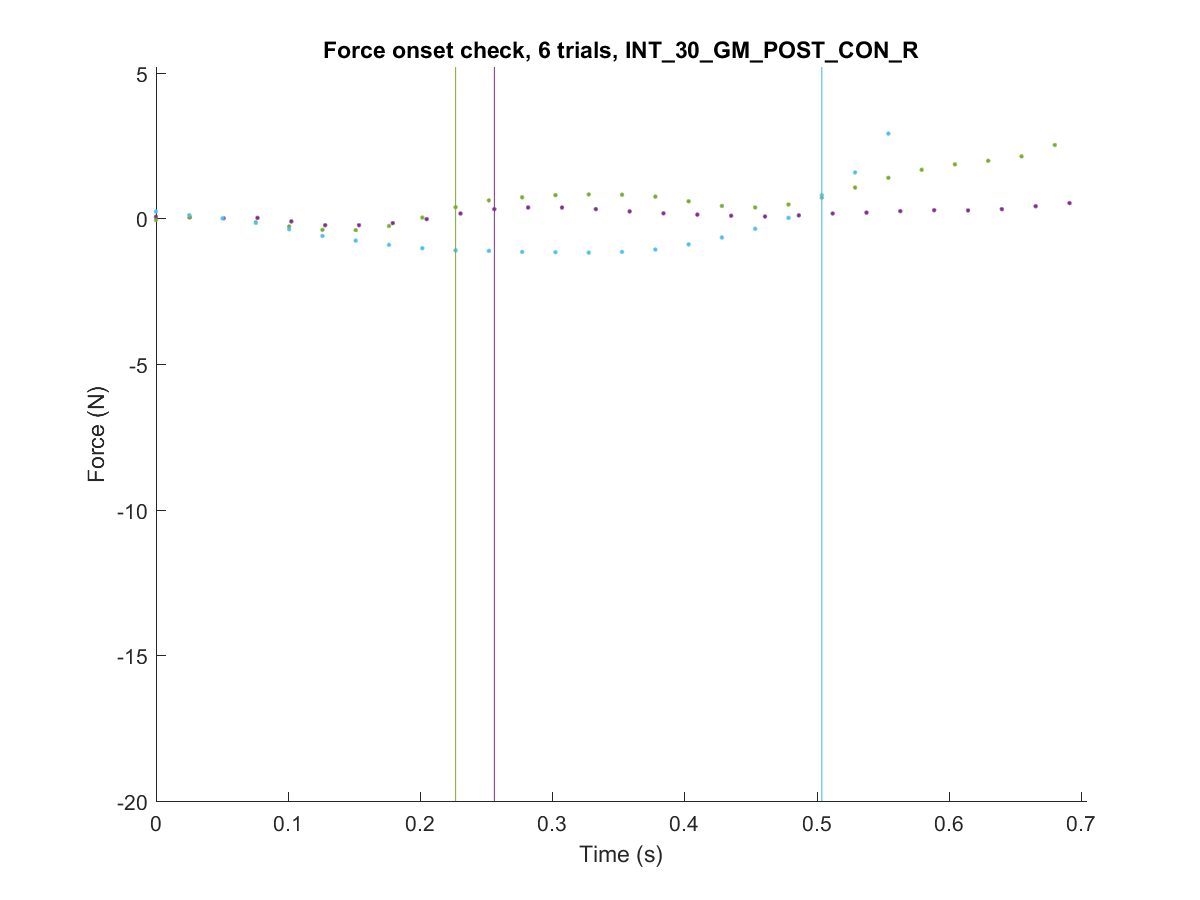 Force onset check, 6 trials, INT_30_GM_POST_CON_R
5
0
-5
-10
-15
-20
Force (N)
0 0.1 0.2 0.3 0.4 0.5 0.6 0.7
Time (s)